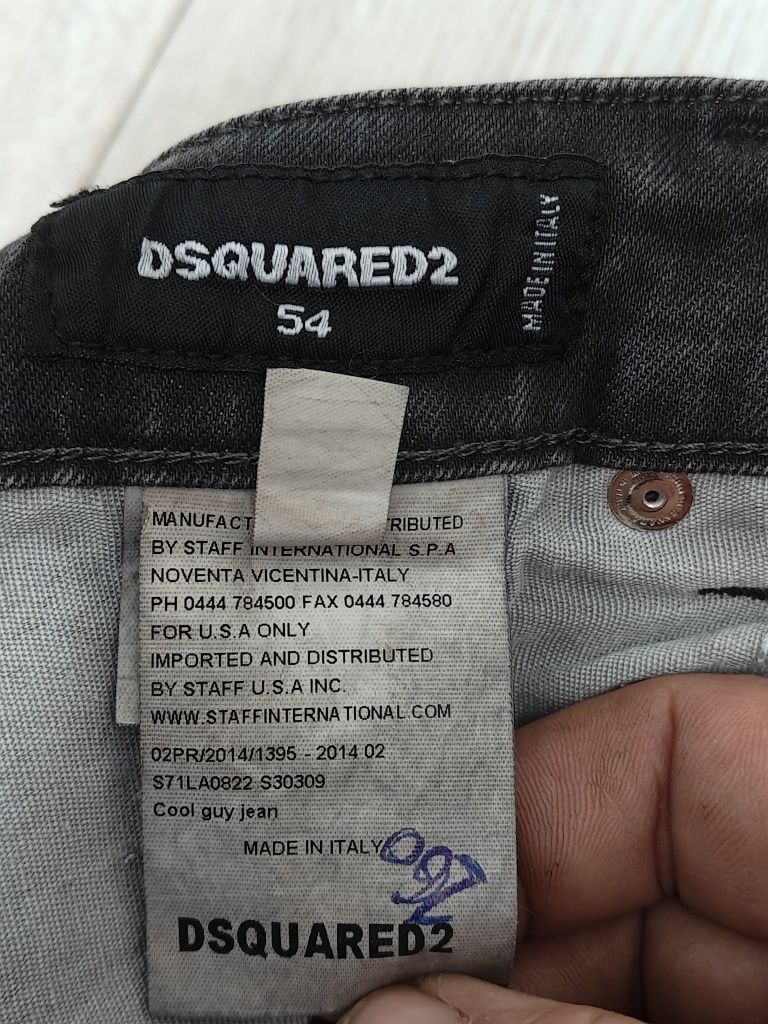 DSQUARED2
54
MADE IN ITALY
BY STAFF INTERNATIONAL S.P.A
NOVENTA VICENTINA-ITALY
PH 0444 784500 FAX 0444 784580
FOR U.S.A ONLY
IMPORTED AND DISTRIBUTED
BY STAFF U.S.A INC.
WWW.STAFFINTERNATIONAL.COM
02PR/2014/1395 - 2014 02
S71LA0822 S30309
Cool guy jean
MADE IN ITALY
DSQUARED2